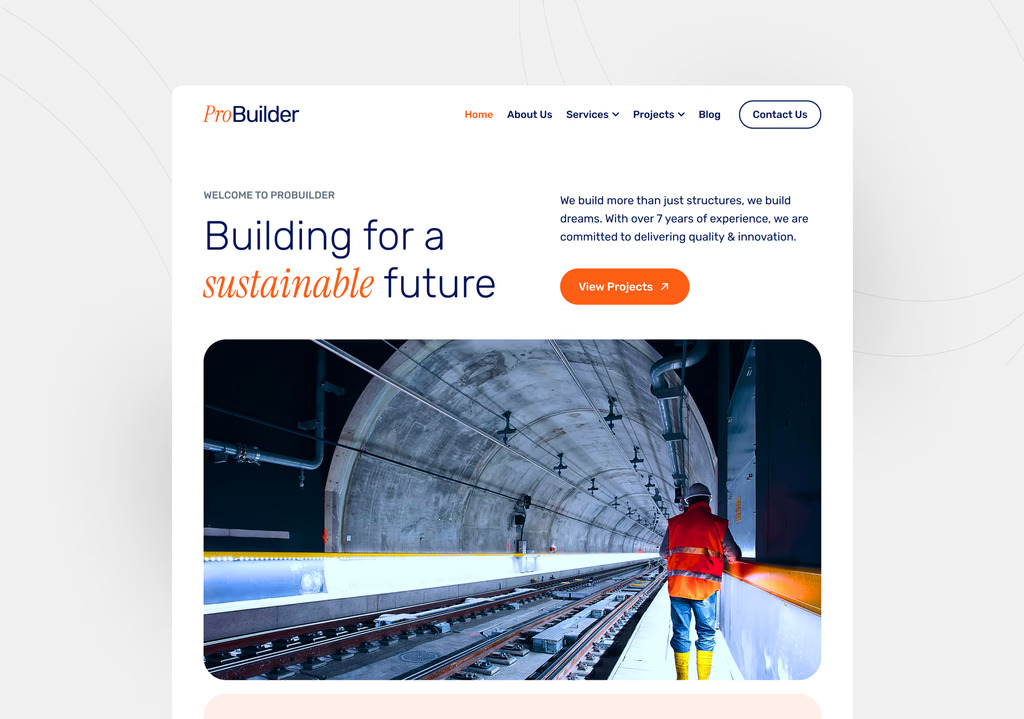 ProBuilder
Home About Us Services Projects Blog Contact Us
WELCOME TO PROBUILDER
Building for a
sustainable future
We build more than just structures, we build
dreams. With over 7 years of experience, we are
committed to delivering quality & innovation.
View Projects